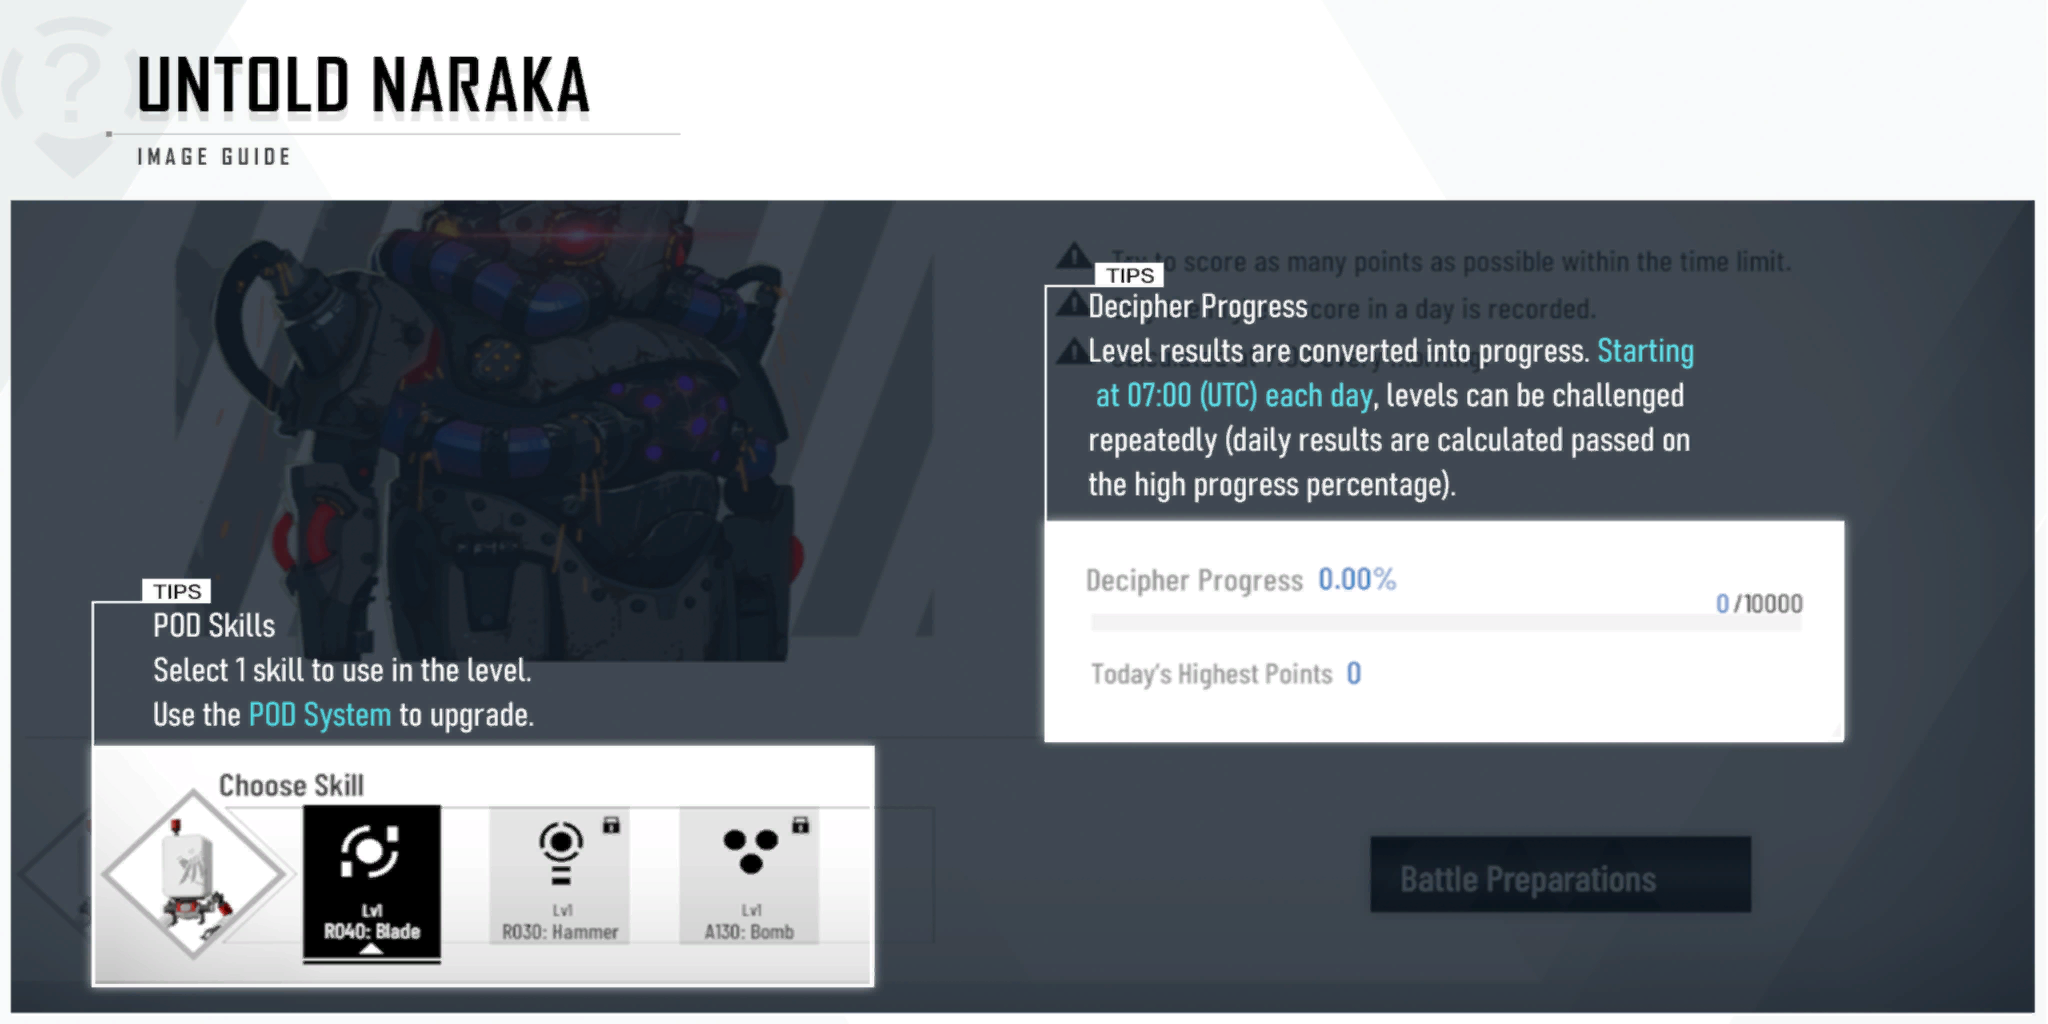 UNTOLD NARAKA
IMAGE GUIDE
to score as many points as possible within the time limit.
TIPS
Decipher Progress
core in a day is recorded.
Level results are converted into progress. Starting
at 07:00 (UTC) each day, levels can be challenged
repeatedly (daily results are calculated passed on
the high progress percentage).
Decipher Progress 0.00%
0/10000
Today's Highest Points 0
TIPS
POD Skills
Select 1 skill to use in the level.
Use the POD System to upgrade.
Choose Skill
Lv1
R040: Blade
Lv1
R030: Hammer
Lv1
A130: Bomb
Battle Preparations